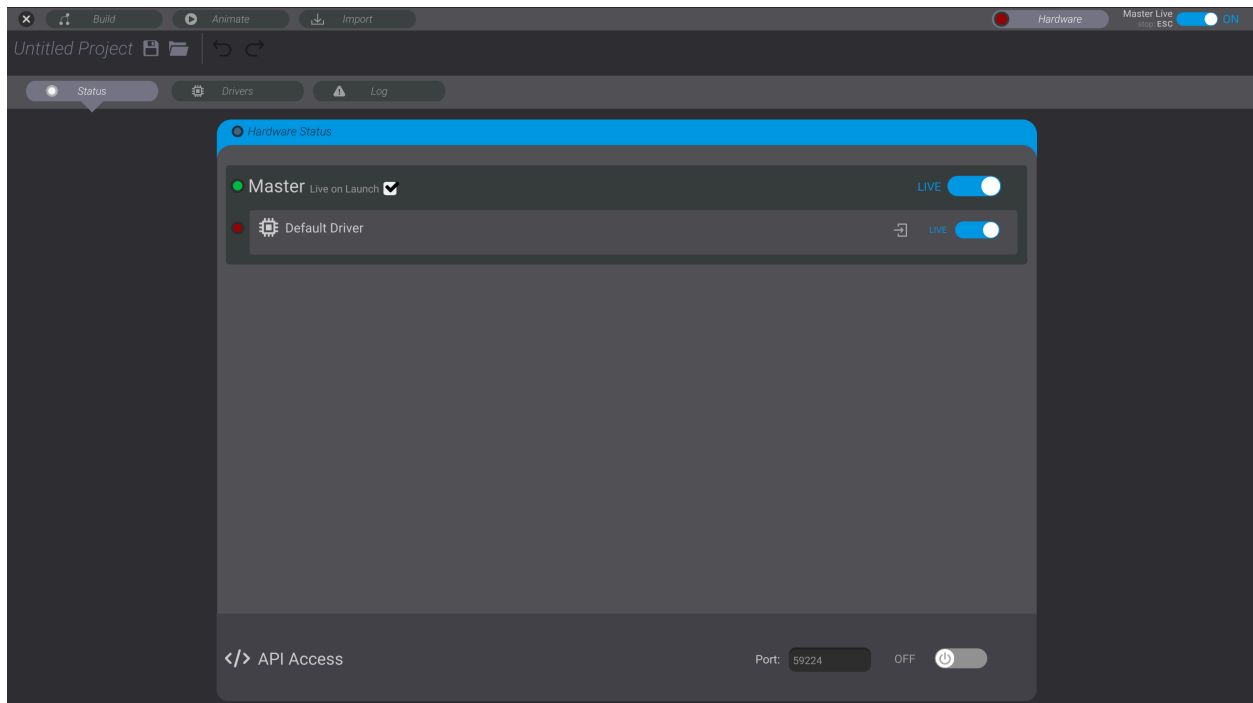 Build Animate Import Hardware Master Live ON
stop: ESC
Untitled Project
Status Drivers Log
Hardware Status
Master Live on Launch LIVE
Default Driver LIVE
</> API Access Port: 59224 OFF